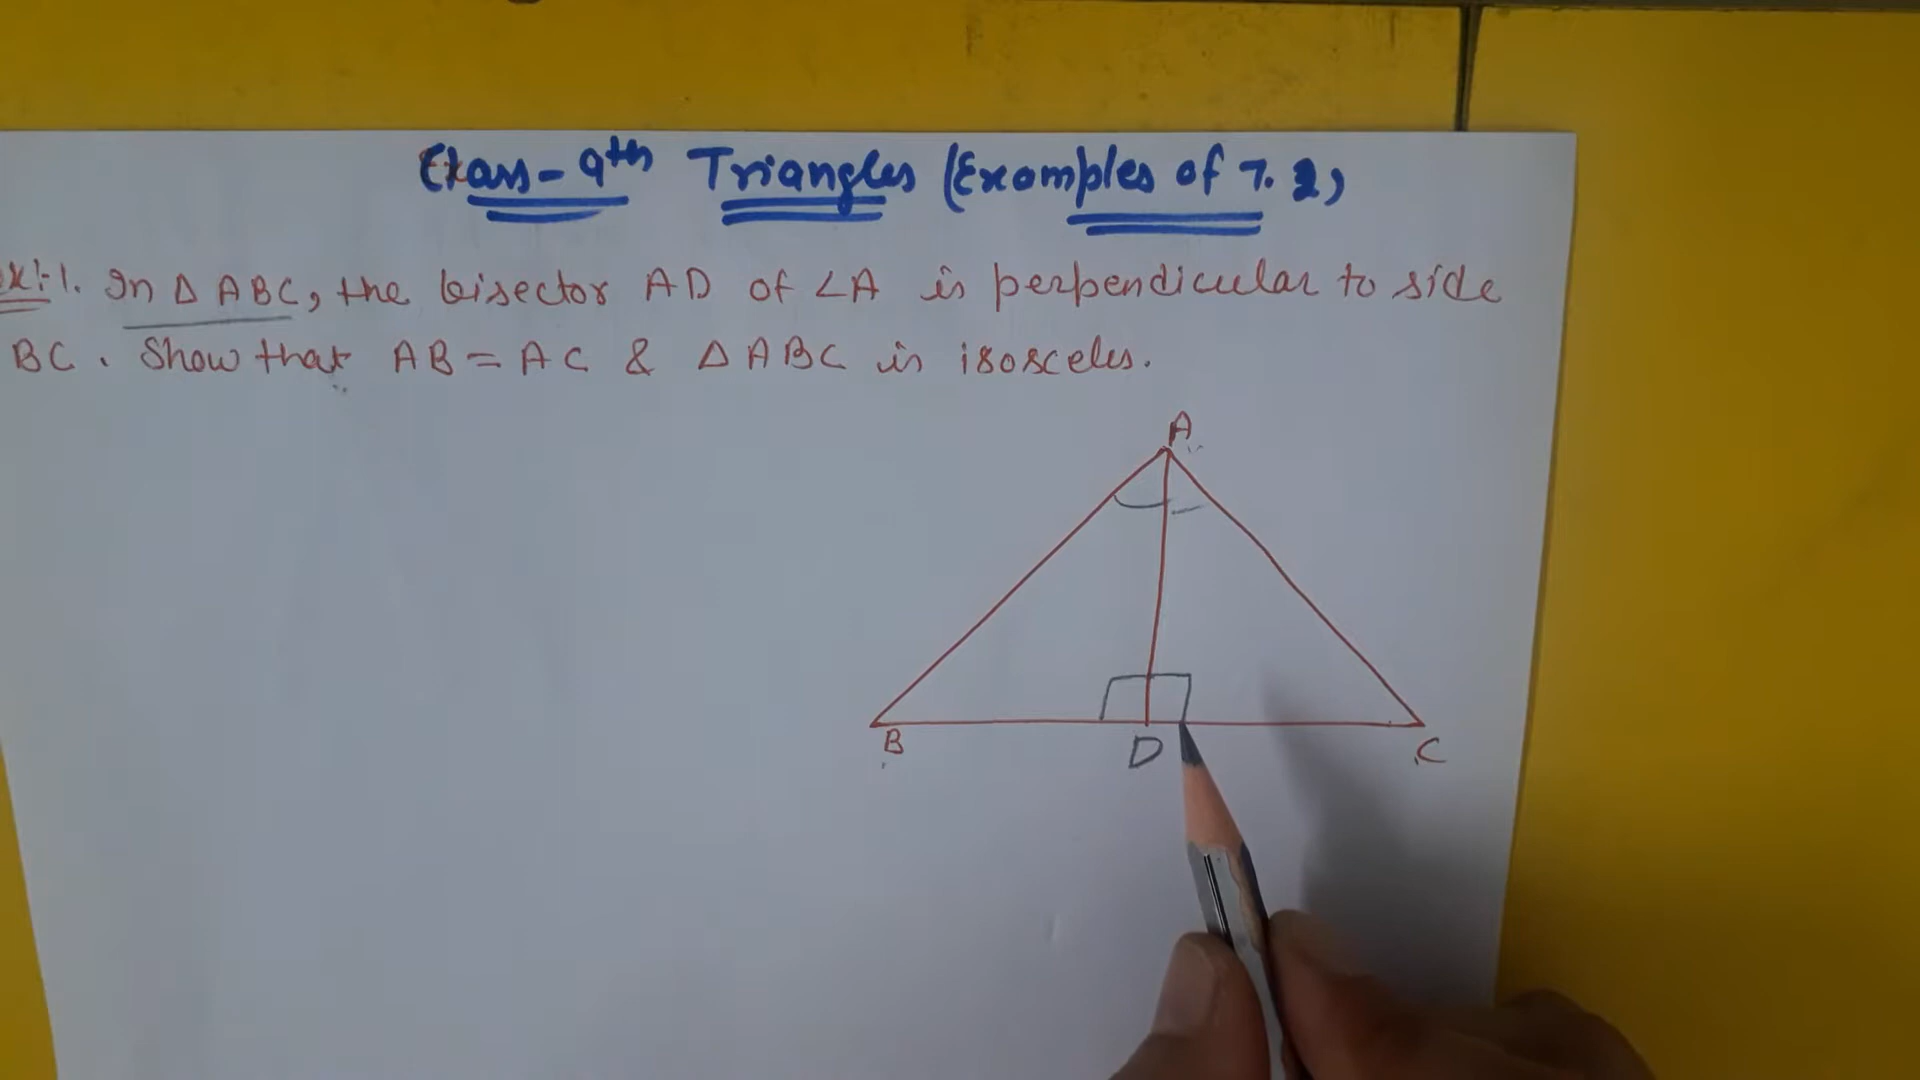 Class-9th Triangles (Examples of 7.2)
Ex:-1. In Δ ABC, the bisector AD of ∠A is perpendicular to side
BC. Show that AB = AC & Δ ABC is isosceles.
A
B
D
C